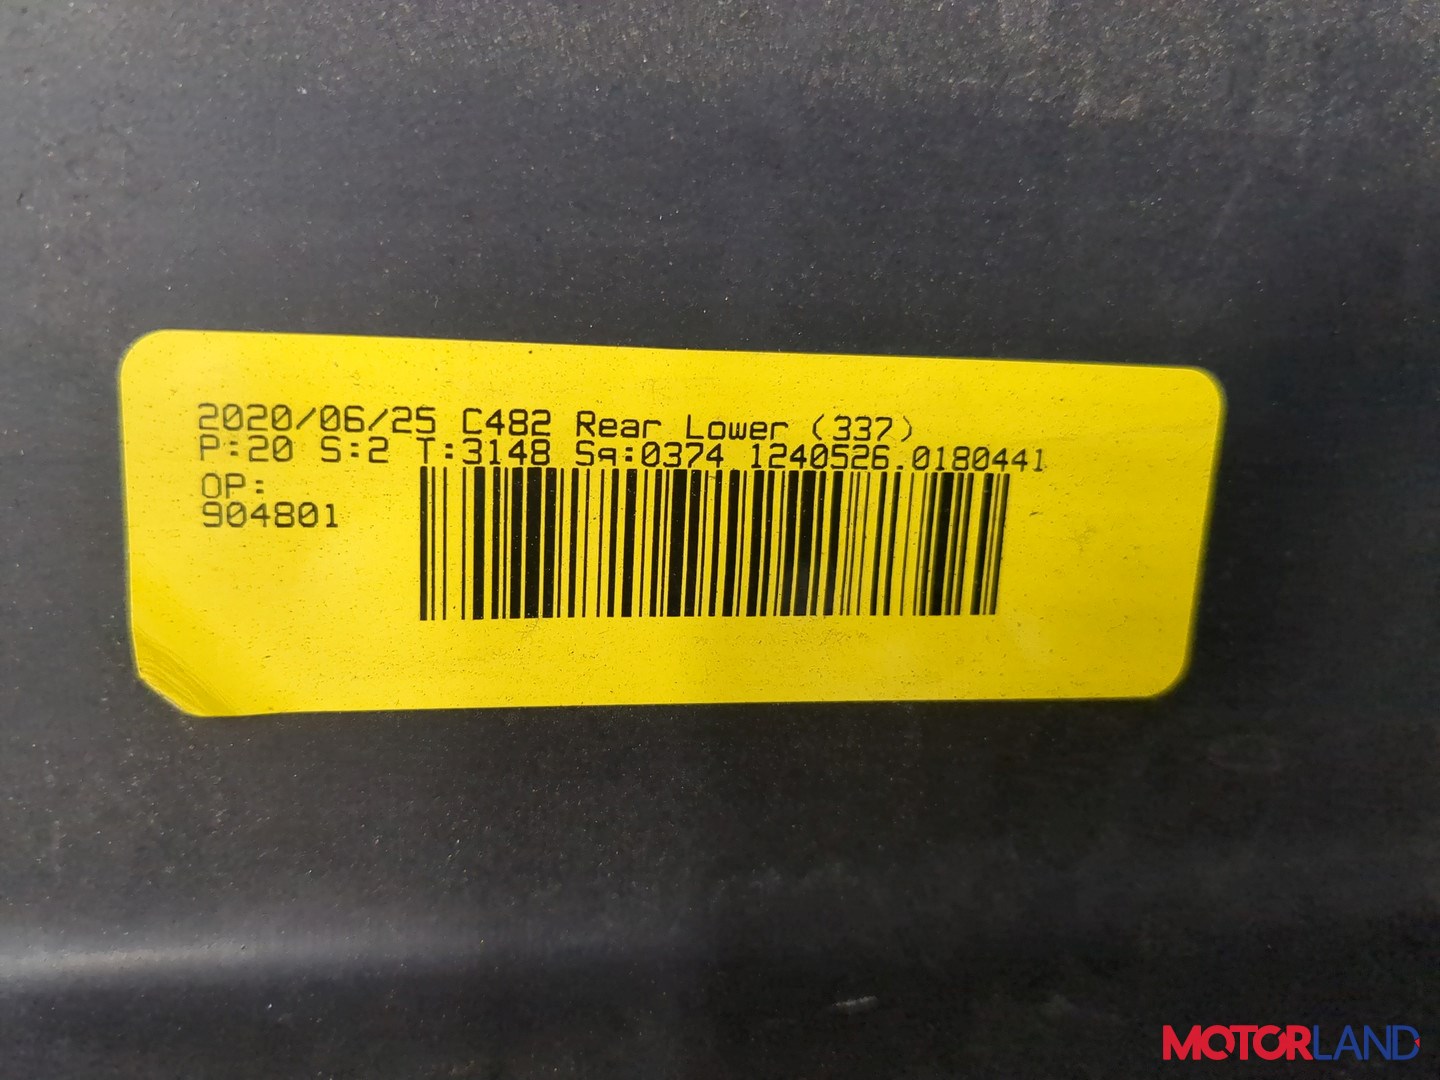 2020/06/25 C482 Rear Lower (337)
P:20 S:2 T:3148 Sq:0374 1240526.0180441
OP:
904801
MOTORLAND